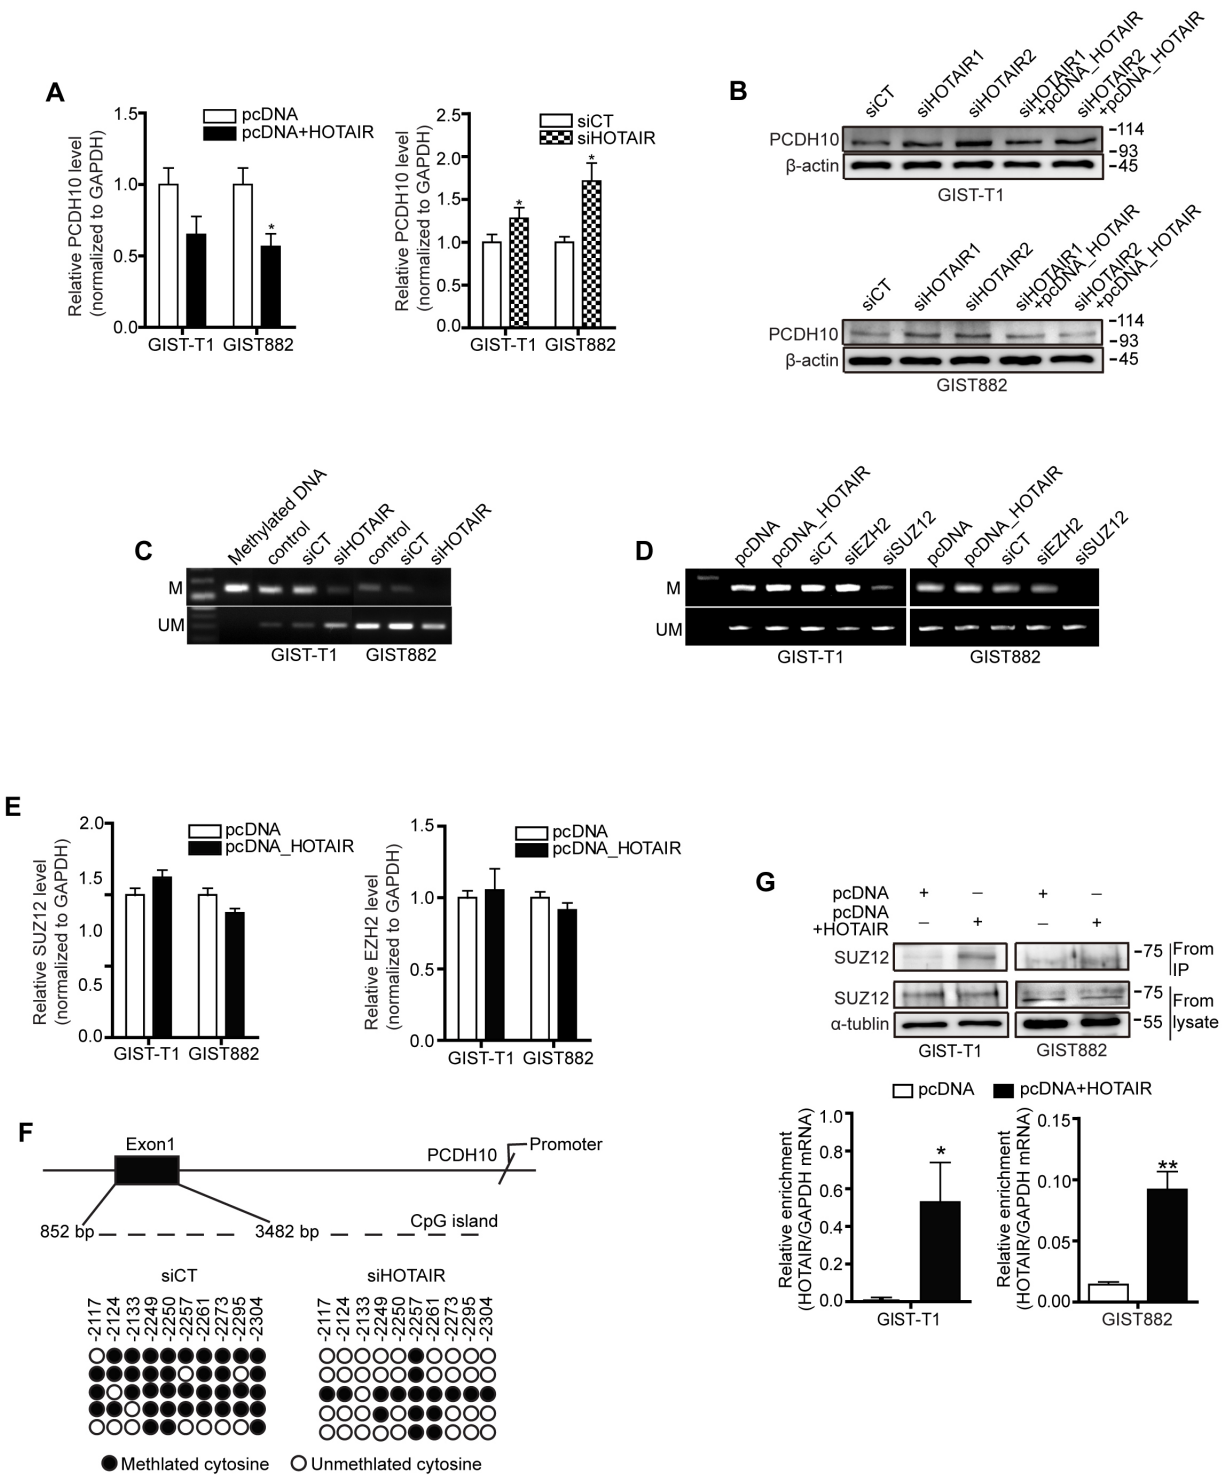 A
1.5
1.0
0.5
0.0
Relative PCDH10 level
(normalized to GAPDH)
pcDNA
pcDNA+HOTAIR
*
GIST-T1 GIST882
2.5
2.0
1.5
1.0
0.5
0.0
Relative PCDH10 level
(normalized to GAPDH)
siCT
siHOTAIR
*
*
GIST-T1 GIST882
B
siCT
siHOTAIR1
siHOTAIR2
siHOTAIR1
+pcDNA_HOTAIR
siHOTAIR2
+pcDNA_HOTAIR
PCDH10
β-actin
-114
-93
-45
GIST-T1
siCT
siHOTAIR1
siHOTAIR2
siHOTAIR1
+pcDNA_HOTAIR
siHOTAIR2
+pcDNA_HOTAIR
PCDH10
β-actin
-114
-93
-45
GIST882
C
Methylated DNA
control
siCT
siHOTAIR
control
siCT
siHOTAIR
M
UM
GIST-T1 GIST882
D
pcDNA
pcDNA_HOTAIR
siCT
siEZH2
siSUZ12
pcDNA
pcDNA_HOTAIR
siCT
siEZH2
siSUZ12
M
UM
GIST-T1 GIST882
E
2.0
1.5
1.0
0.5
0.0
Relative SUZ12 level
(normalized to GAPDH)
pcDNA
pcDNA_HOTAIR
GIST-T1 GIST882
1.5
1.0
0.5
0.0
Relative EZH2 level
(normalized to GAPDH)
pcDNA
pcDNA_HOTAIR
GIST-T1 GIST882
F
Exon1
PCDH10
Promoter
852 bp
3482 bp
CpG island
siCT
-2117
-2124
-2133
-2249
-2250
-2257
-2261
-2273
-2295
-2304
siHOTAIR
-2117
-2124
-2133
-2249
-2250
-2257
-2261
-2273
-2295
-2304
Methlated cytosine
Unmethlated cytosine
G
pcDNA + – + –
pcDNA
+HOTAIR – + – +
SUZ12
-75
From
IP
SUZ12
-75
α-tublin
-55
From
lysate
GIST-T1 GIST882
pcDNA pcDNA+HOTAIR
1.0
0.8
0.6
0.4
0.2
0.0
Relative enrichment
(HOTAIR/GAPDH mRNA)
*
GIST-T1
0.15
0.10
0.05
0.00
Relative enrichment
(HOTAIR/GAPDH mRNA)
**
GIST882